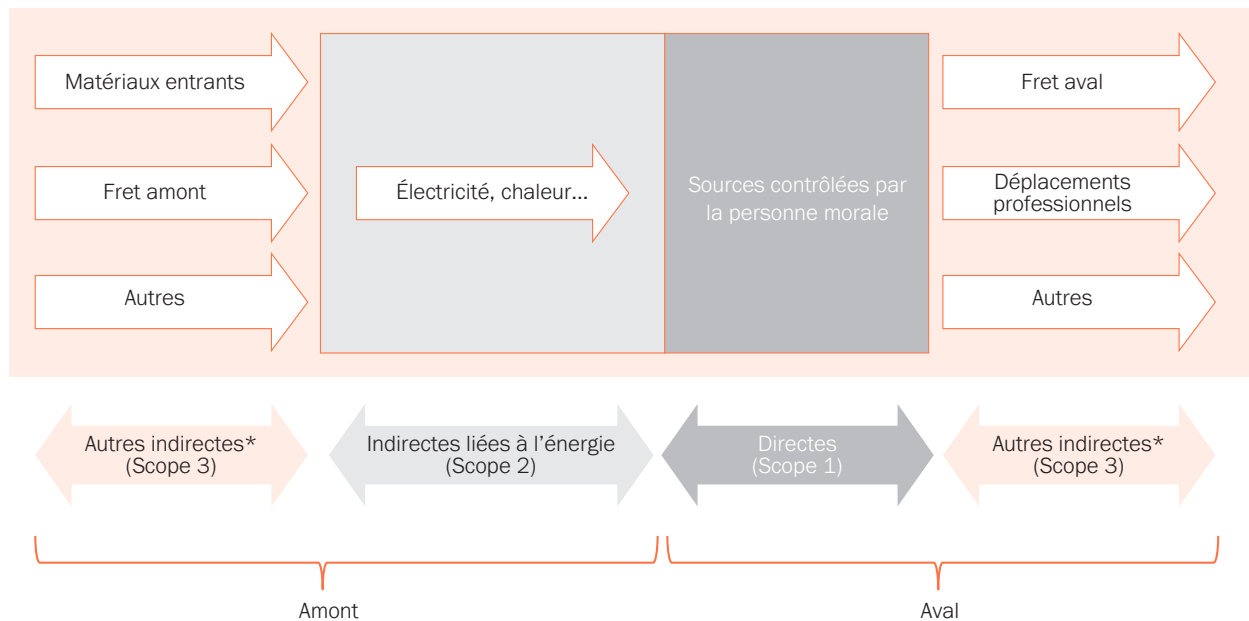 Matériaux entrants
Fret amont
Autres
Électricité, chaleur...
Sources contrôlées par
la personne morale
Fret aval
Déplacements
professionnels
Autres
Autres indirectes*
(Scope 3)
Indirectes liées à l'énergie
(Scope 2)
Directes
(Scope 1)
Autres indirectes*
(Scope 3)
Amont
Aval